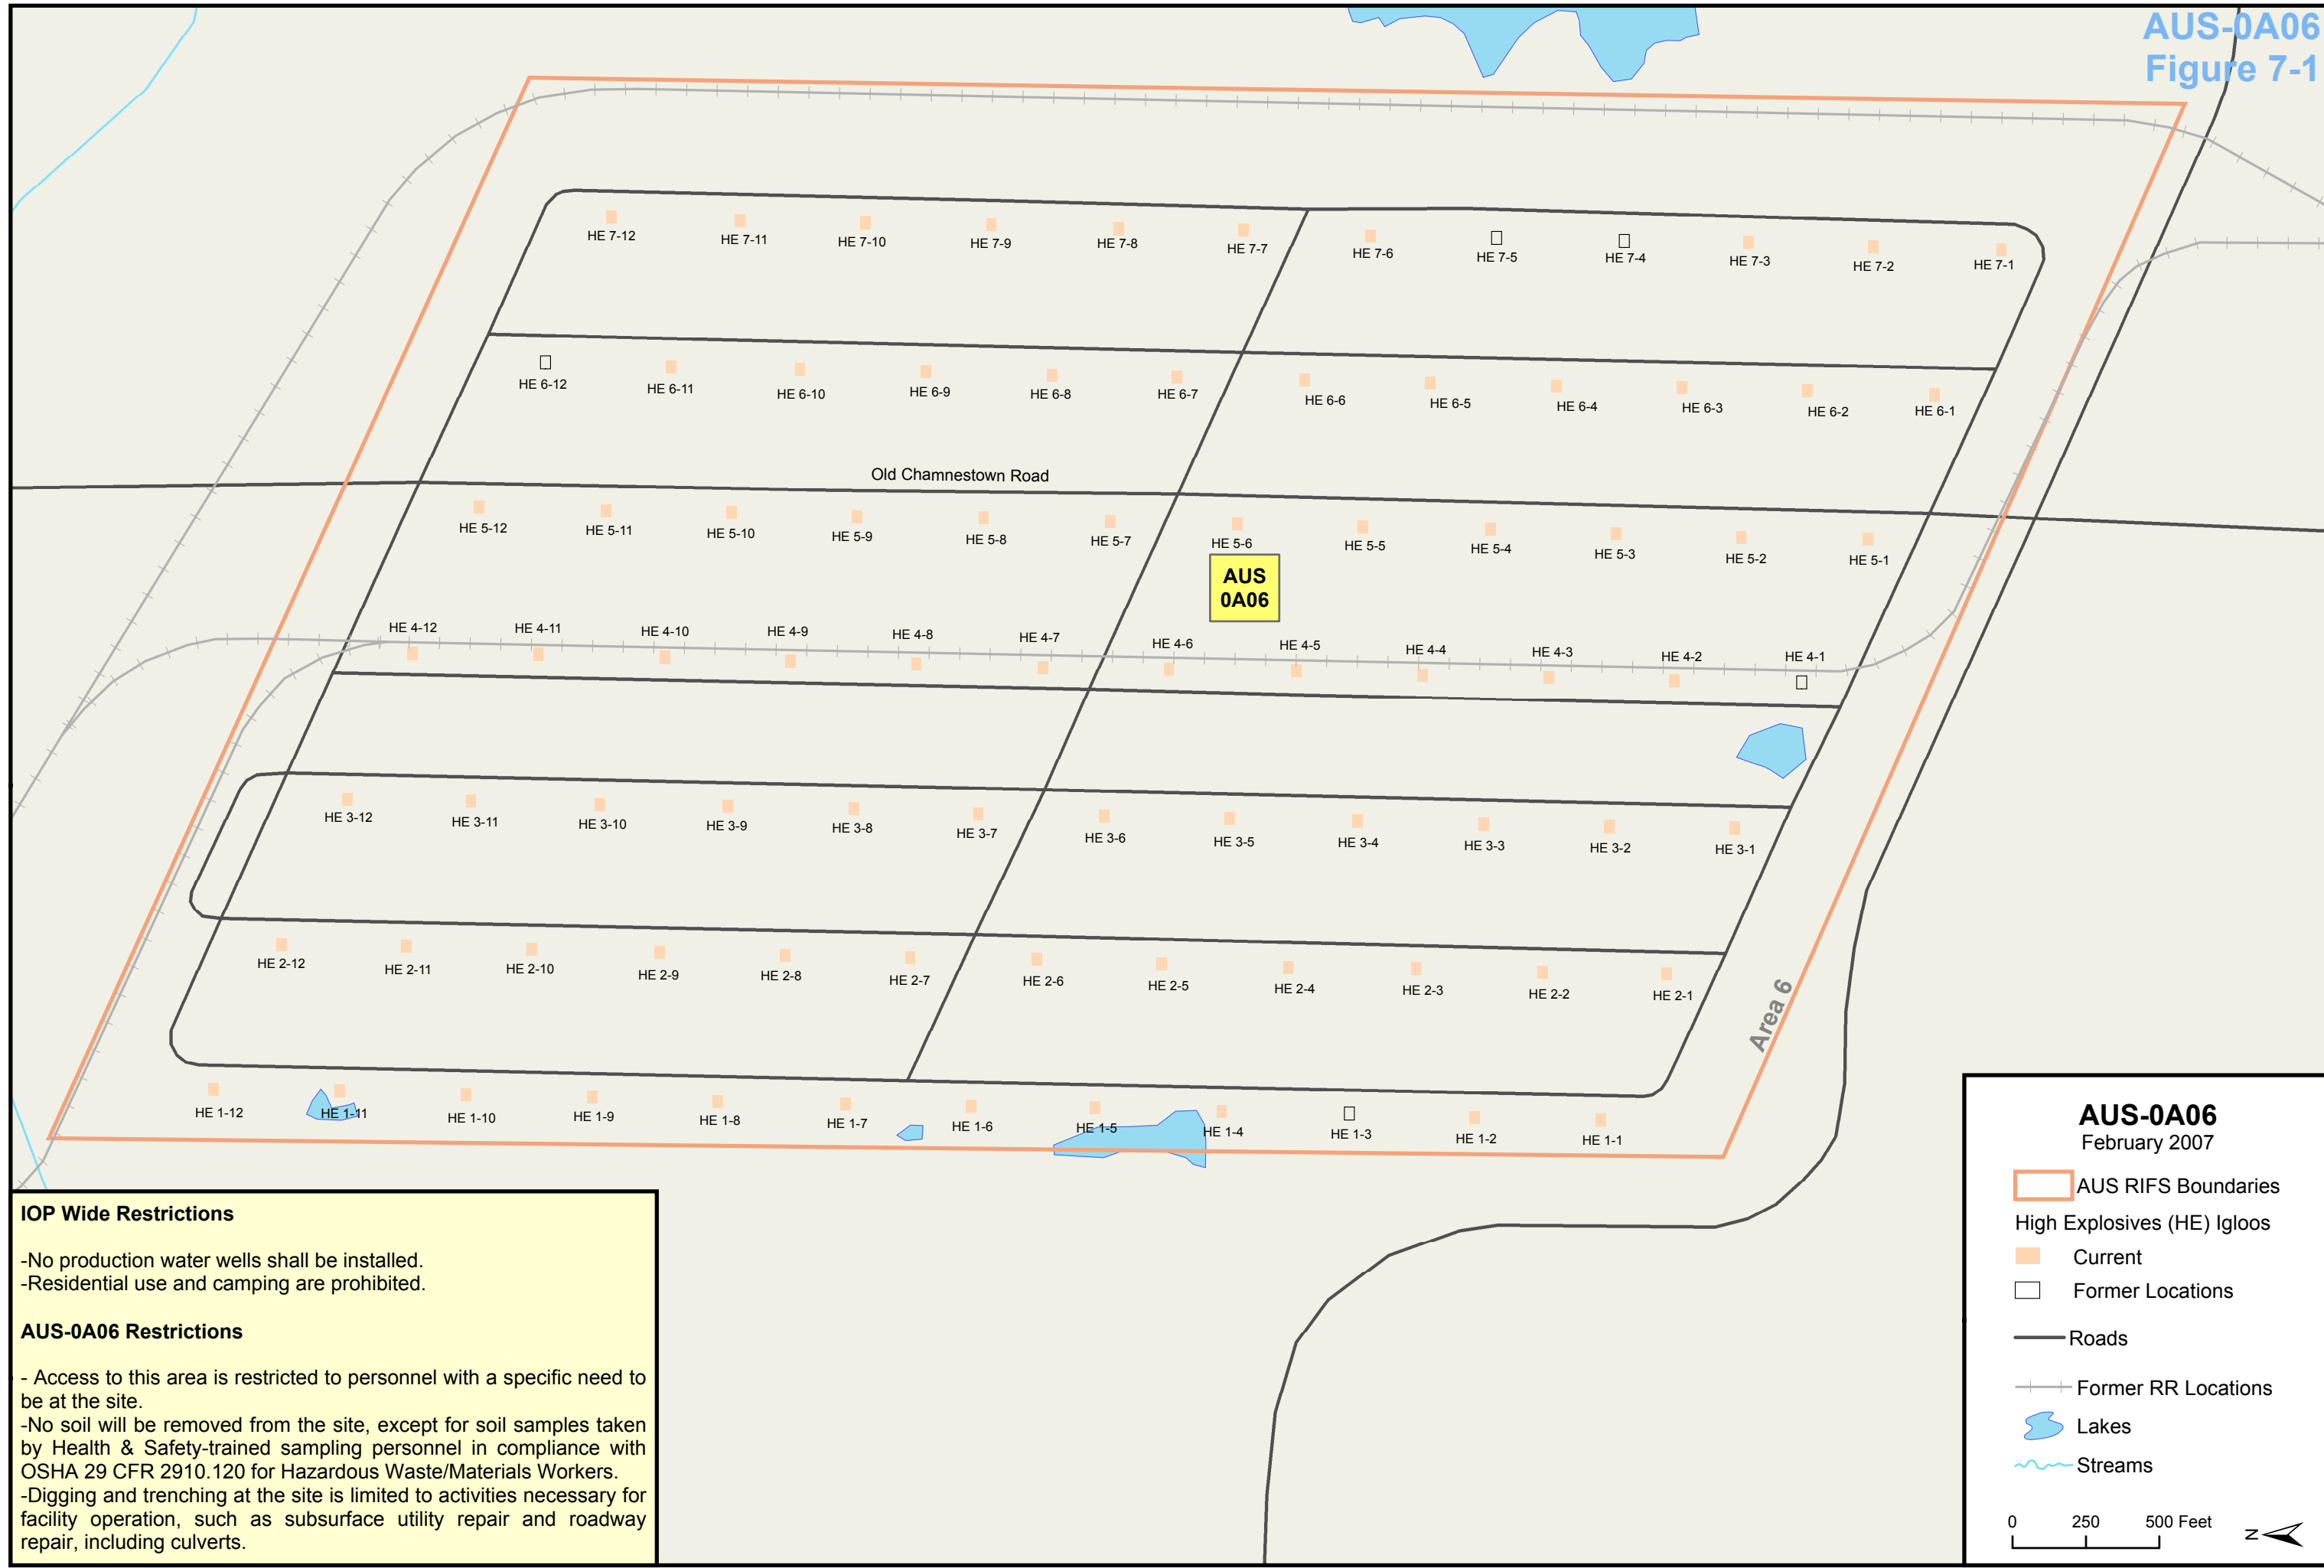 AUS-0A06
Figure 7-1
HE 7-12
HE 7-11
HE 7-10
HE 7-9
HE 7-8
HE 7-7
HE 7-6
HE 7-5
HE 7-4
HE 7-3
HE 7-2
HE 7-1
HE 6-12
HE 6-11
HE 6-10
HE 6-9
HE 6-8
HE 6-7
HE 6-6
HE 6-5
HE 6-4
HE 6-3
HE 6-2
HE 6-1
Old Chamnestown Road
HE 5-12
HE 5-11
HE 5-10
HE 5-9
HE 5-8
HE 5-7
HE 5-6
HE 5-5
HE 5-4
HE 5-3
HE 5-2
HE 5-1
AUS
0A06
HE 4-12
HE 4-11
HE 4-10
HE 4-9
HE 4-8
HE 4-7
HE 4-6
HE 4-5
HE 4-4
HE 4-3
HE 4-2
HE 4-1
HE 3-12
HE 3-11
HE 3-10
HE 3-9
HE 3-8
HE 3-7
HE 3-6
HE 3-5
HE 3-4
HE 3-3
HE 3-2
HE 3-1
HE 2-12
HE 2-11
HE 2-10
HE 2-9
HE 2-8
HE 2-7
HE 2-6
HE 2-5
HE 2-4
HE 2-3
HE 2-2
HE 2-1
Area 6
HE 1-12
HE 1-11
HE 1-10
HE 1-9
HE 1-8
HE 1-7
HE 1-6
HE 1-5
HE 1-4
HE 1-3
HE 1-2
HE 1-1
IOP Wide Restrictions
-No production water wells shall be installed.
-Residential use and camping are prohibited.
AUS-0A06 Restrictions
- Access to this area is restricted to personnel with a specific need to
be at the site.
-No soil will be removed from the site, except for soil samples taken
by Health & Safety-trained sampling personnel in compliance with
OSHA 29 CFR 2910.120 for Hazardous Waste/Materials Workers.
-Digging and trenching at the site is limited to activities necessary for
facility operation, such as subsurface utility repair and roadway
repair, including culverts.
AUS-0A06
February 2007
AUS RIFS Boundaries
High Explosives (HE) Igloos
Current
Former Locations
Roads
Former RR Locations
Lakes
Streams
0 250 500 Feet
N